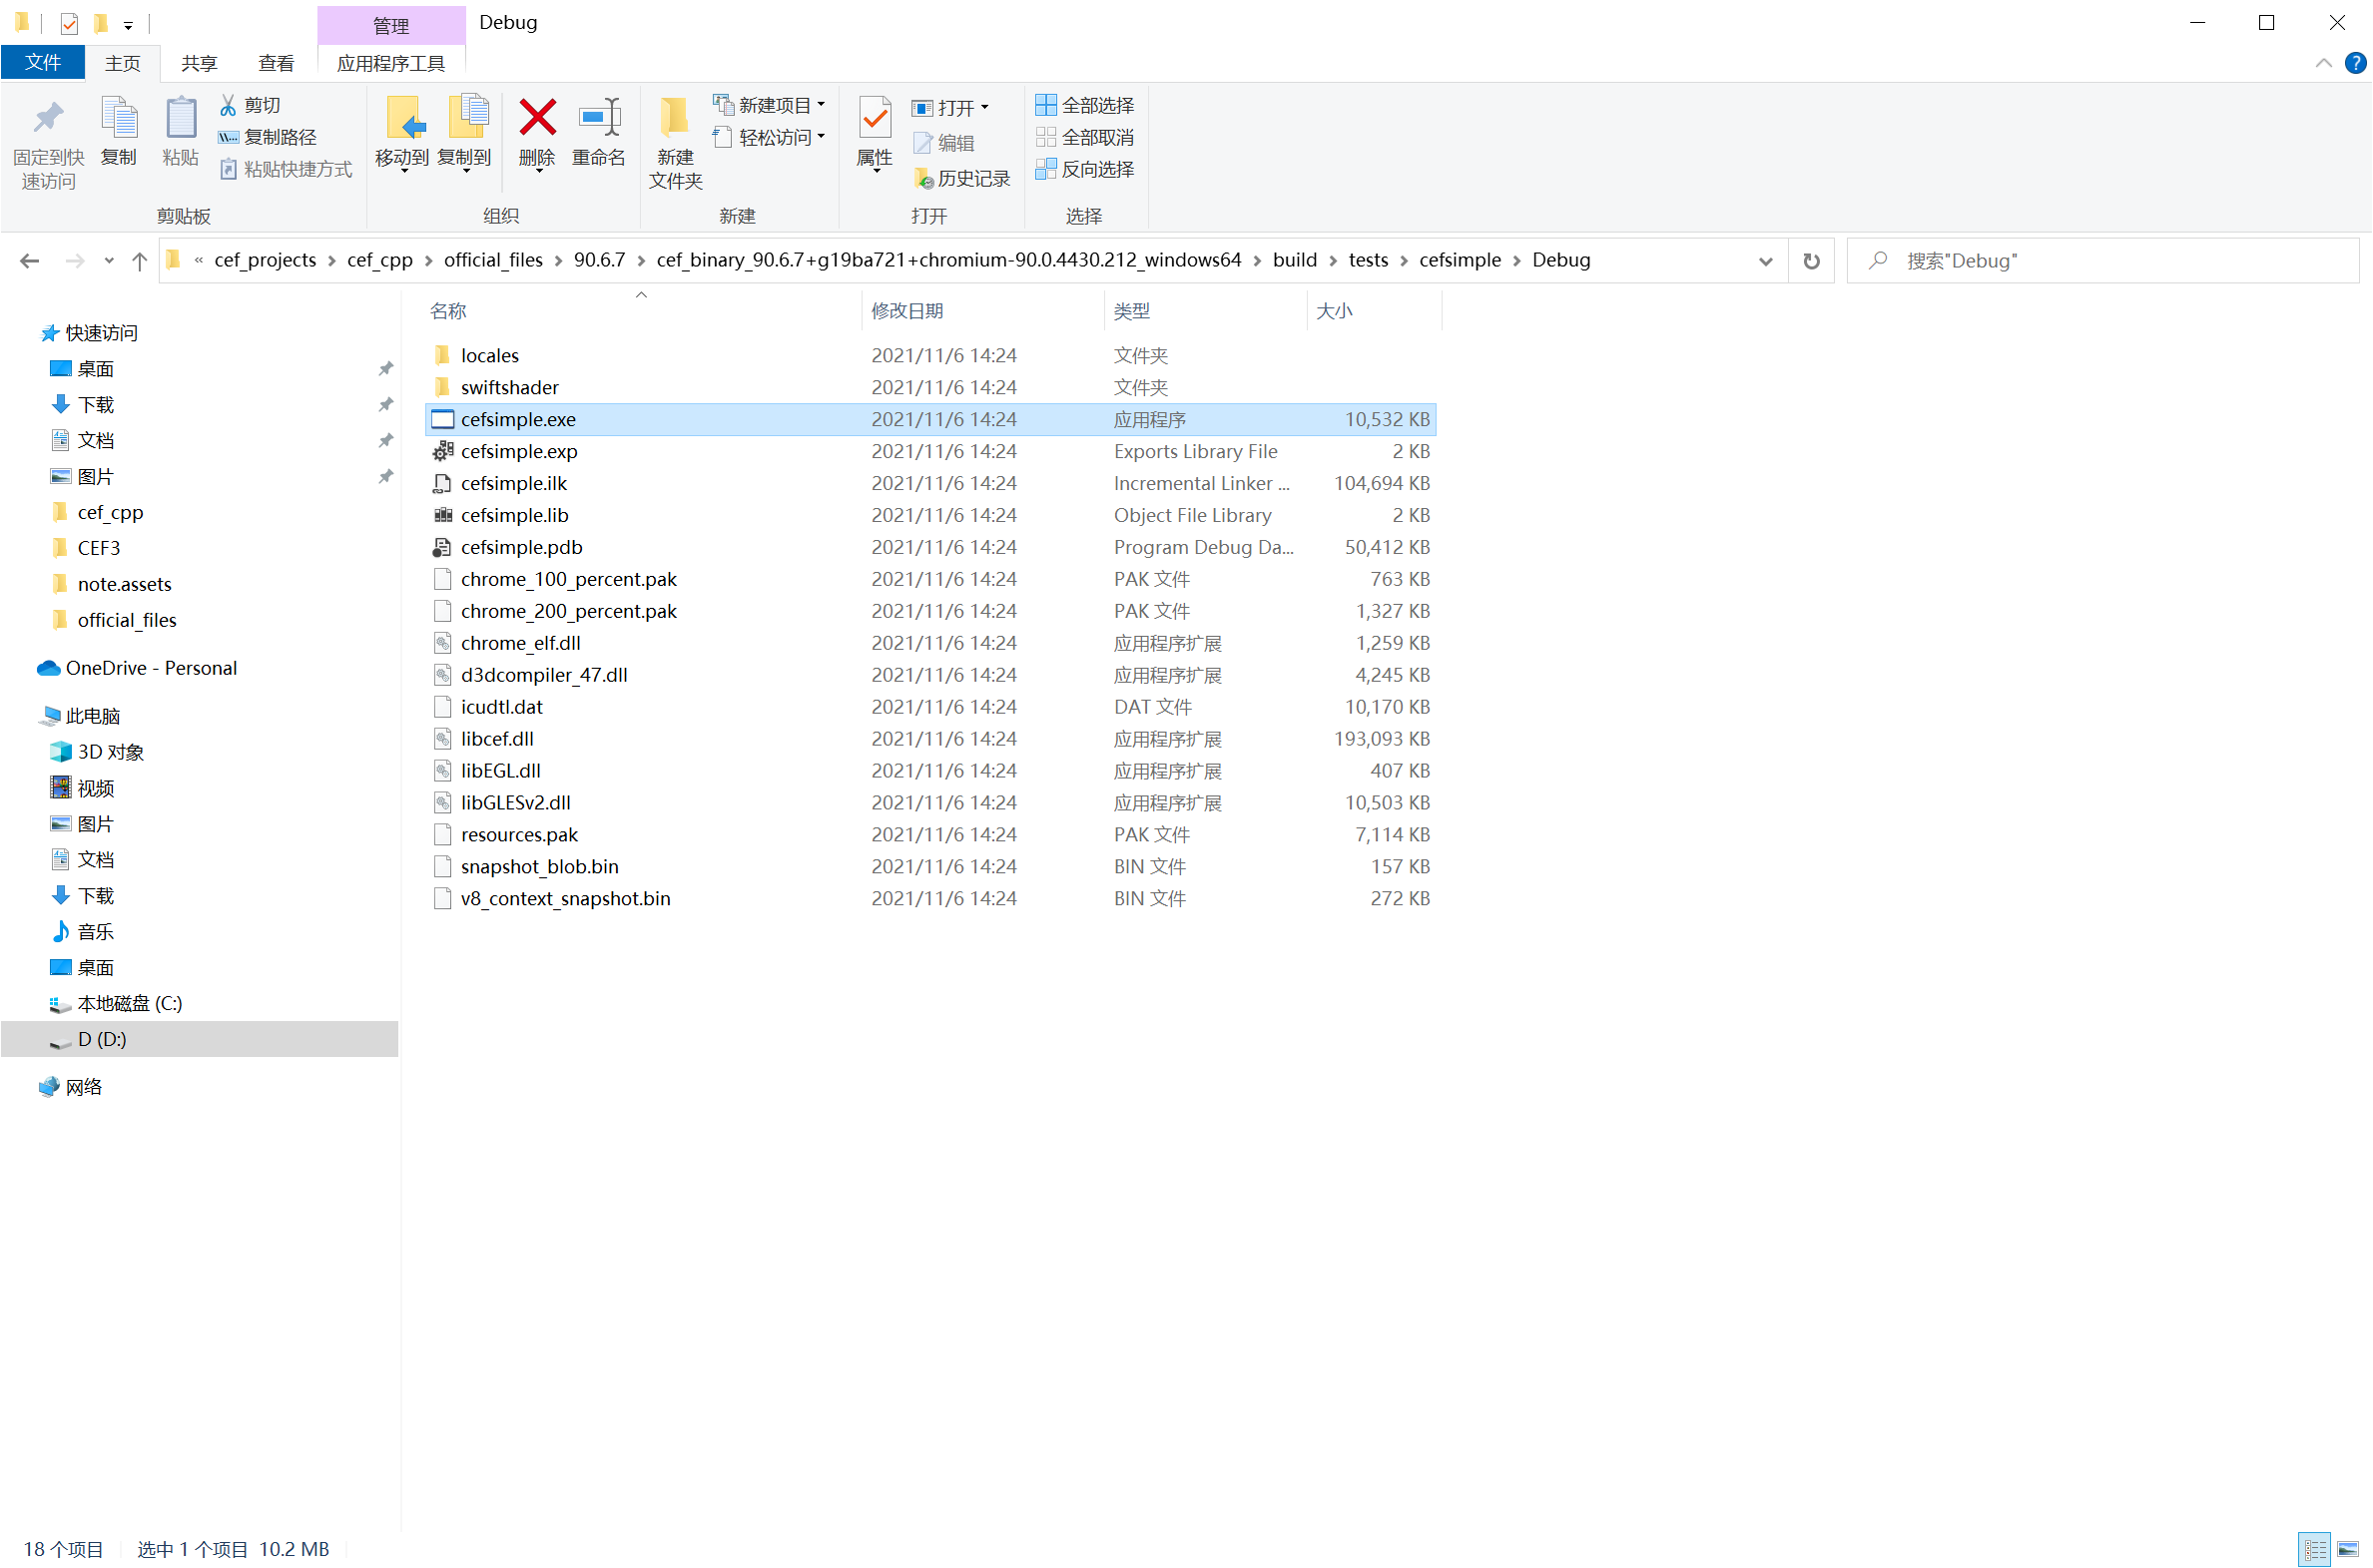 管理
Debug
文件
主页
共享
查看
应用程序工具
固定到快
速访问
复制
粘贴
剪切
复制路径
粘贴快捷方式
剪贴板
移动到
复制到
删除
重命名
组织
新建
文件夹
新建项目
轻松访问
新建
属性
打开
编辑
历史记录
打开
全部选择
全部取消
反向选择
选择
« cef_projects > cef_cpp > official_files > 90.6.7 > cef_binary_90.6.7+g19ba721+chromium-90.0.4430.212_windows64 > build > tests > cefsimple > Debug
搜索"Debug"
快速访问
桌面
下载
文档
图片
cef_cpp
CEF3
note.assets
official_files
OneDrive - Personal
此电脑
3D 对象
视频
图片
文档
下载
音乐
桌面
本地磁盘 (C:)
D (D:)
网络
名称 修改日期 类型 大小
locales 2021/11/6 14:24 文件夹
swiftshader 2021/11/6 14:24 文件夹
cefsimple.exe 2021/11/6 14:24 应用程序 10,532 KB
cefsimple.exp 2021/11/6 14:24 Exports Library File 2 KB
cefsimple.ilk 2021/11/6 14:24 Incremental Linker ... 104,694 KB
cefsimple.lib 2021/11/6 14:24 Object File Library 2 KB
cefsimple.pdb 2021/11/6 14:24 Program Debug Da... 50,412 KB
chrome_100_percent.pak 2021/11/6 14:24 PAK 文件 763 KB
chrome_200_percent.pak 2021/11/6 14:24 PAK 文件 1,327 KB
chrome_elf.dll 2021/11/6 14:24 应用程序扩展 1,259 KB
d3dcompiler_47.dll 2021/11/6 14:24 应用程序扩展 4,245 KB
icudtl.dat 2021/11/6 14:24 DAT 文件 10,170 KB
libcef.dll 2021/11/6 14:24 应用程序扩展 193,093 KB
libEGL.dll 2021/11/6 14:24 应用程序扩展 407 KB
libGLESv2.dll 2021/11/6 14:24 应用程序扩展 10,503 KB
resources.pak 2021/11/6 14:24 PAK 文件 7,114 KB
snapshot_blob.bin 2021/11/6 14:24 BIN 文件 157 KB
v8_context_snapshot.bin 2021/11/6 14:24 BIN 文件 272 KB
18 个项目 选中 1 个项目 10.2 MB